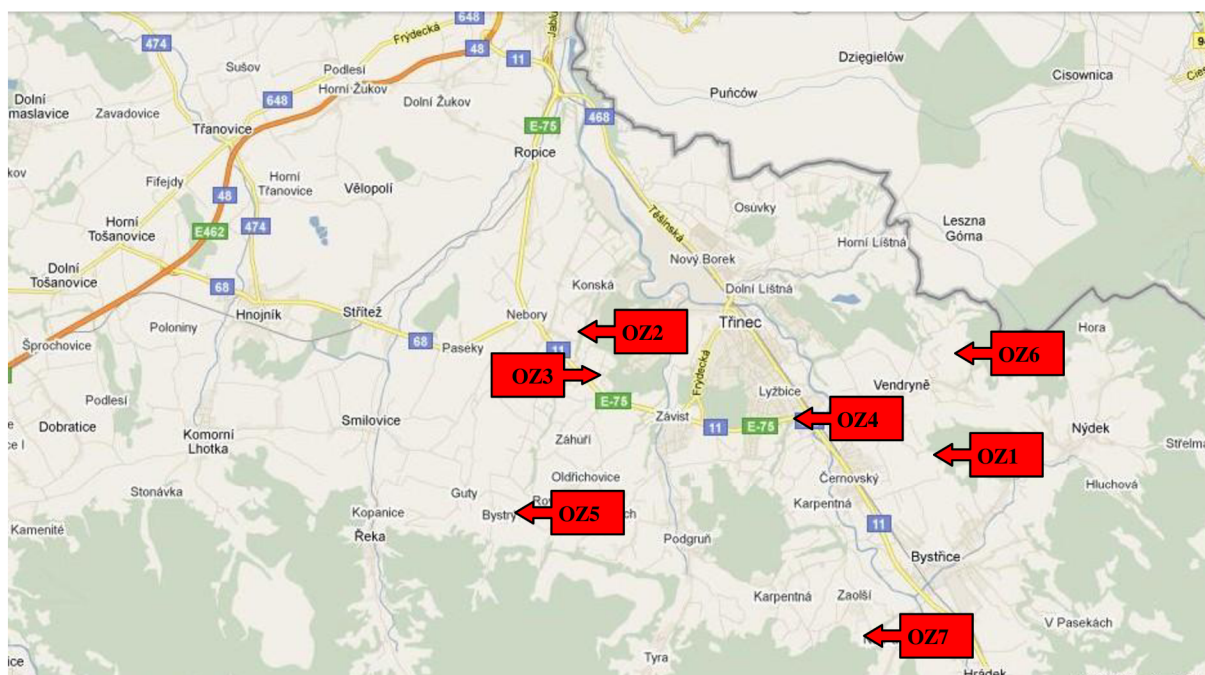 648
Frýdecká
474
48
11
Jablu
Sušov
Podlesí
Horní Žukov
Dolní Žukov
Dolní
maslavice
Zavadovice
648
Třanovice
E-75
468
Ropice
Puńców
Dzięgielów
Cisownica
Cies
Fifejdy
Horní
Třanovice
Vělopolí
48
474
E462
Horní
Tošanovice
Dolní
Tošanovice
68
Těšínská
Osůvky
Horní Líštná
Leszna
Górna
Nový Borek
Dolní Líštná
Konská
Hnojník
Střítež
Poloniny
Šprochovice
Nebory
68
Paseky
11
OZ2
OZ3
Třinec
Frýdecká
Hora
OZ6
Vendryně
Lyžbice
E-75
Závist
11
E-75
OZ4
Podlesí
Dobratice
Komorní
Lhotka
Smilovice
Záhuří
Oldřichovice
Nýdek
OZ1
Střelma
Hluchová
Černovský
Karpentná
Stonávka
Guty
Bystrý
OZ5
Kopanice
Řeka
Kamenité
Podgruń
11
Bystřice
Karpentná
Zaolší
V Pasekách
OZ7
Tyra
Hrádek